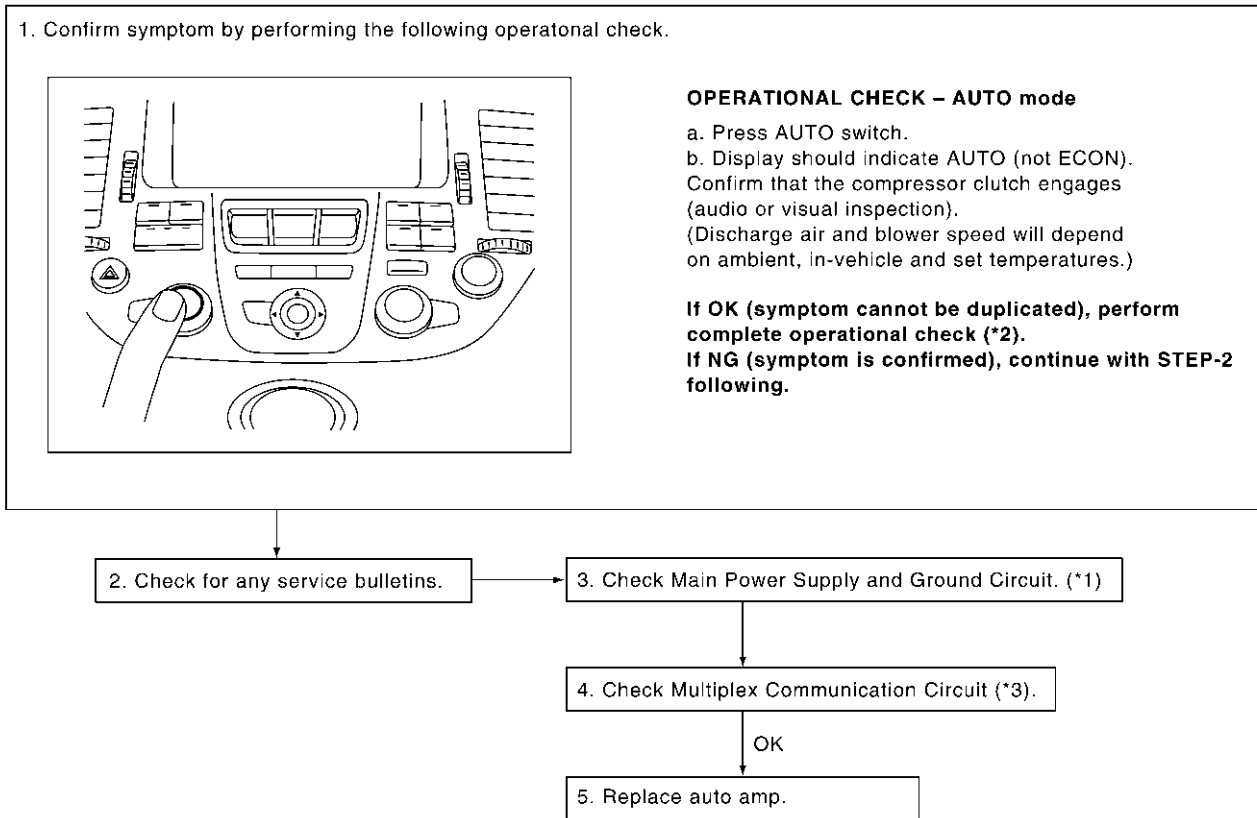 1. Confirm symptom by performing the following operatonal check.
OPERATIONAL CHECK – AUTO mode
a. Press AUTO switch.
b. Display should indicate AUTO (not ECON).
Confirm that the compressor clutch engages
(audio or visual inspection).
(Discharge air and blower speed will depend
on ambient, in-vehicle and set temperatures.)
If OK (symptom cannot be duplicated), perform
complete operational check (*2).
If NG (symptom is confirmed), continue with STEP-2
following.
2. Check for any service bulletins.
3. Check Main Power Supply and Ground Circuit. (*1)
4. Check Multiplex Communication Circuit (*3).
OK
5. Replace auto amp.